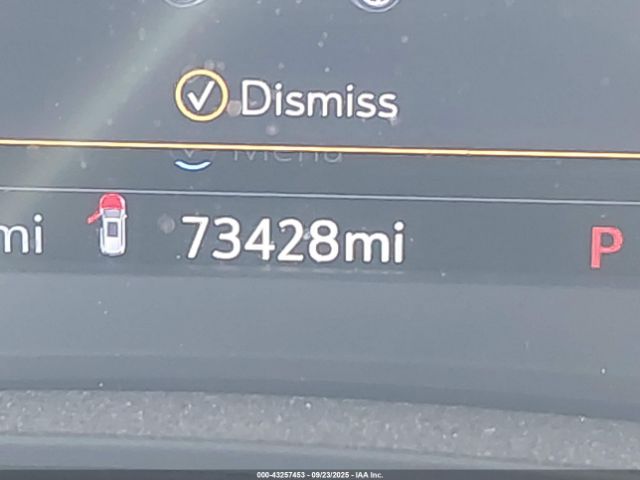 Dismiss
Menu
mi 73428mi P
000-43257453 - 09/23/2025 - IAA Inc.